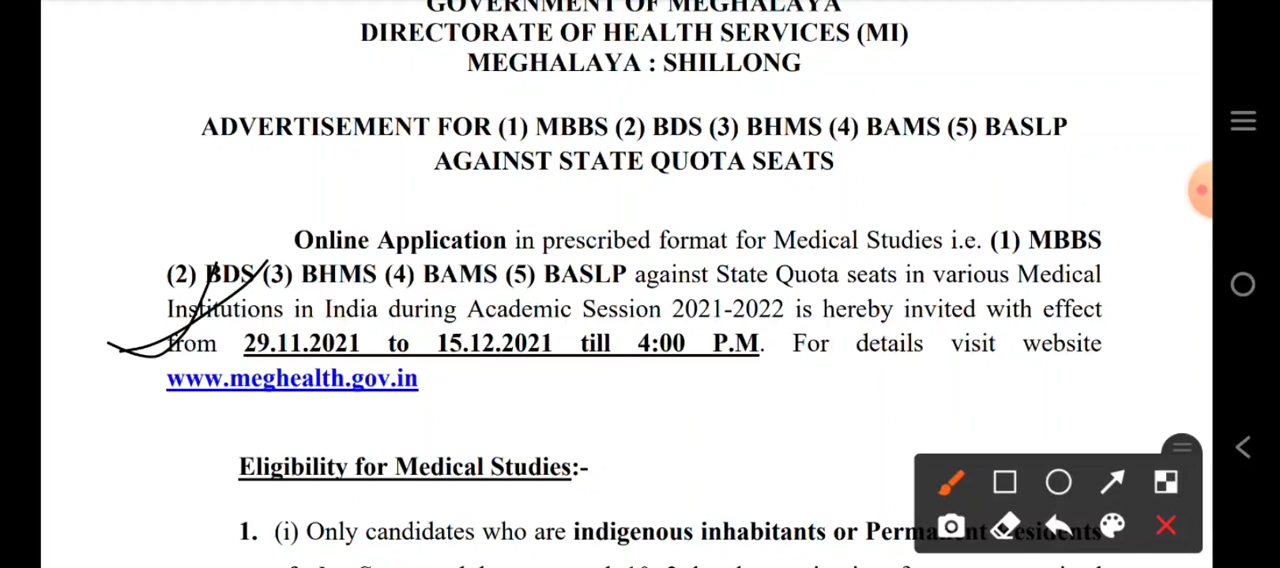 GOVERNMENT OF MEGHALAYA
DIRECTORATE OF HEALTH SERVICES (MI)
MEGHALAYA : SHILLONG
ADVERTISEMENT FOR (1) MBBS (2) BDS (3) BHMS (4) BAMS (5) BASLP
AGAINST STATE QUOTA SEATS
Online Application in prescribed format for Medical Studies i.e. (1) MBBS
(2) BDS (3) BHMS (4) BAMS (5) BASLP against State Quota seats in various Medical
Institutions in India during Academic Session 2021-2022 is hereby invited with effect
from 29.11.2021 to 15.12.2021 till 4:00 P.M. For details visit website
www.meghealth.gov.in
Eligibility for Medical Studies:-
1. (i) Only candidates who are indigenous inhabitants or Permanent Residents